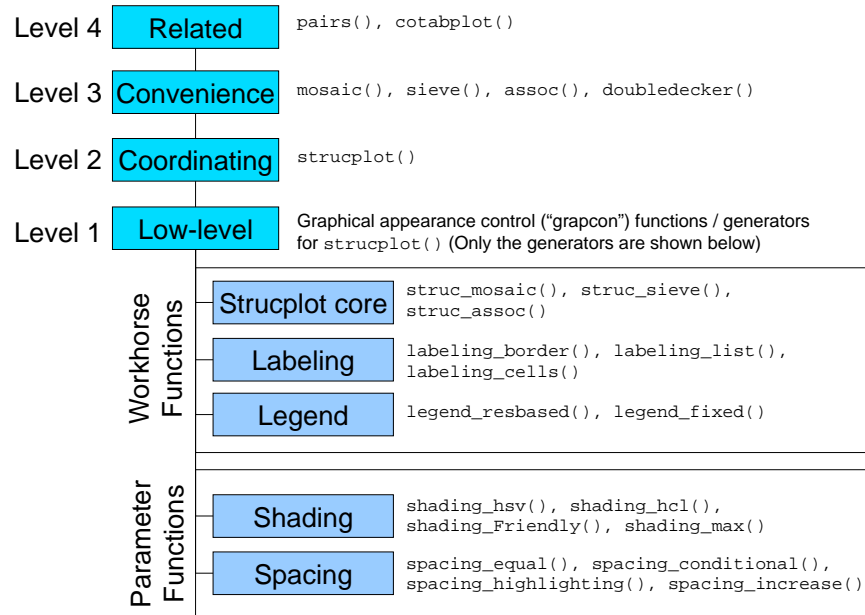 Level 4 Related pairs(), cotabplot()
Level 3 Convenience mosaic(), sieve(), assoc(), doubledecker()
Level 2 Coordinating strucplot()
Level 1 Low-level Graphical appearance control (“grapcon”) functions / generators
for strucplot() (Only the generators are shown below)
Workhorse
Functions
Strucplot core struc_mosaic(), struc_sieve(),
struc_assoc()
Labeling labeling_border(), labeling_list(),
labeling_cells()
Legend legend_resbased(), legend_fixed()
Parameter
Functions
Shading shading_hsv(), shading_hcl(),
shading_Friendly(), shading_max()
Spacing spacing_equal(), spacing_conditional(),
spacing_highlighting(), spacing_increase()